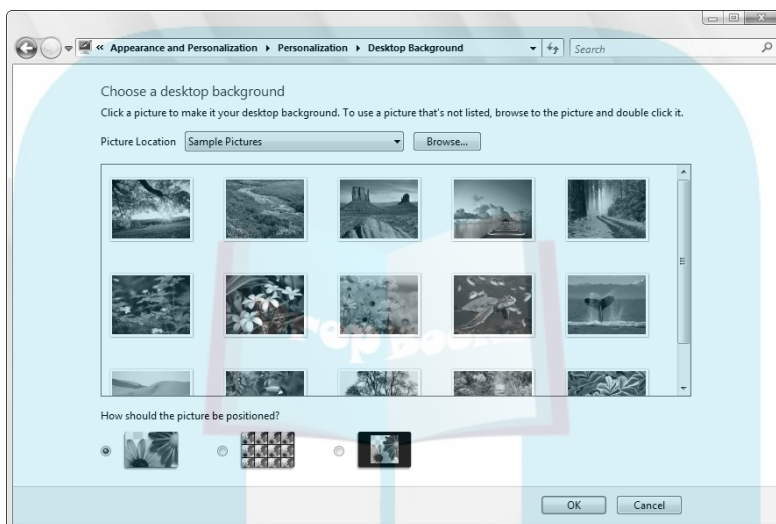 « Appearance and Personalization ▸ Personalization ▸ Desktop Background Search
Choose a desktop background
Click a picture to make it your desktop background. To use a picture that's not listed, browse to the picture and double click it.
Picture Location Sample Pictures Browse...
How should the picture be positioned?
OK Cancel